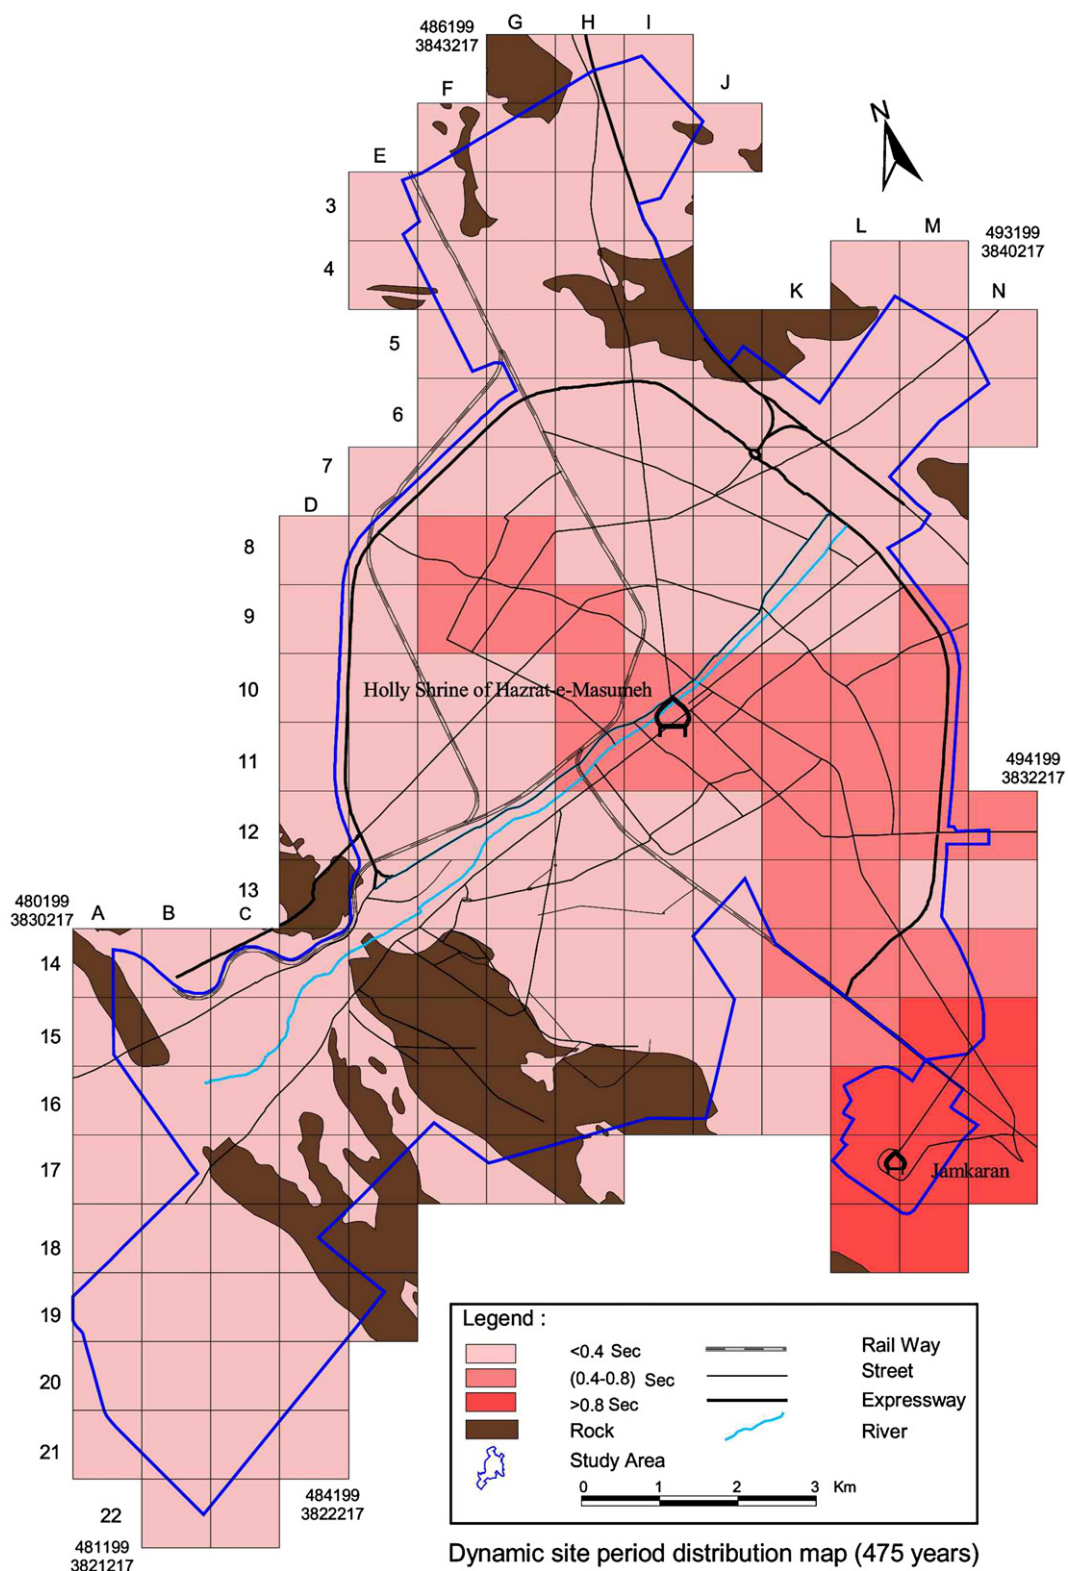 486199
3843217
G
H
I
J
F
E
N
3
L
M
493199
3840217
4
K
N
5
6
7
D
8
9
10
Holly Shrine of Hazrat-e-Masumeh
11
494199
3832217
12
13
480199
3830217
A
B
C
14
15
16
17
Jamkaran
18
19
Legend :
<0.4 Sec
Rail Way
(0.4-0.8) Sec
Street
>0.8 Sec
Expressway
Rock
River
Study Area
0 1 2 3 Km
20
21
22
484199
3822217
481199
3821217
Dynamic site period distribution map (475 years)